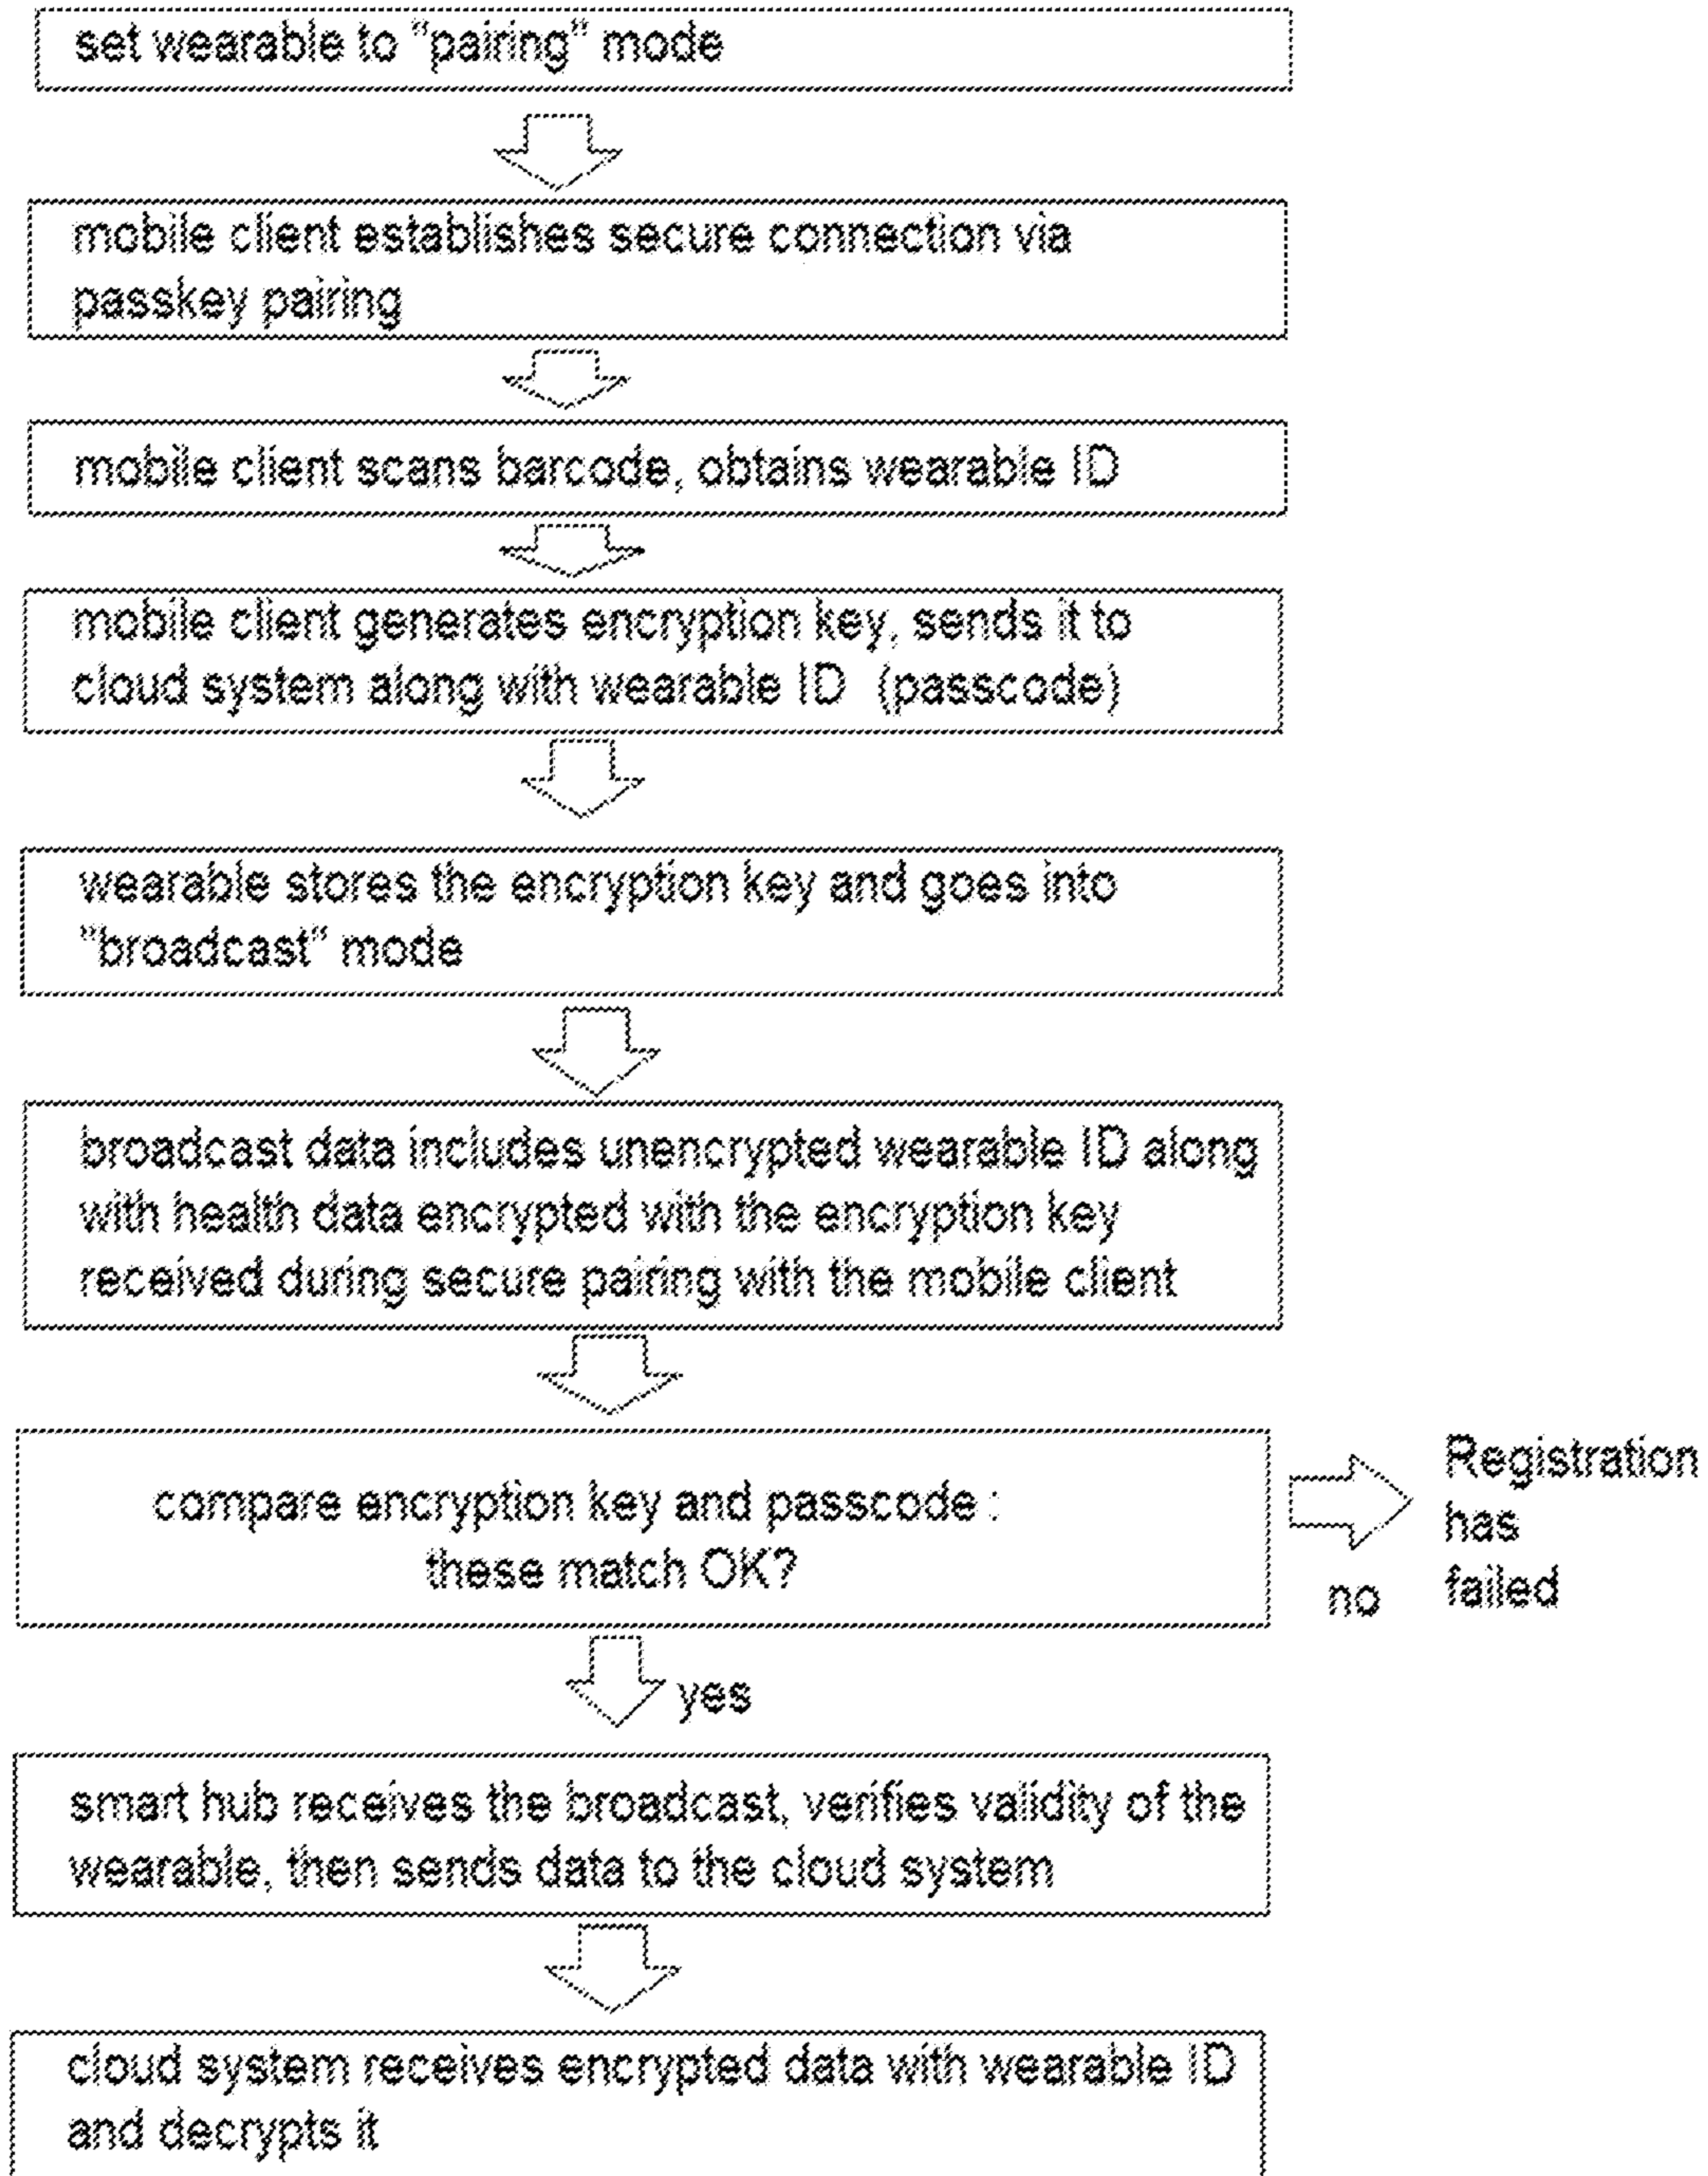 set wearable to "pairing" mode
mobile client establishes secure connection via
passkey pairing
mobile client scans barcode, obtains wearable ID
mobile client generates encryption key, sends it to
cloud system along with wearable ID (passcode)
wearable stores the encryption key and goes into
"broadcast" mode
broadcast data includes unencrypted wearable ID along
with health data encrypted with the encryption key
received during secure pairing with the mobile client
compare encryption key and passcode :
these match OK?
no
Registration
has
failed
yes
smart hub receives the broadcast, verifies validity of the
wearable, then sends data to the cloud system
cloud system receives encrypted data with wearable ID
and decrypts it